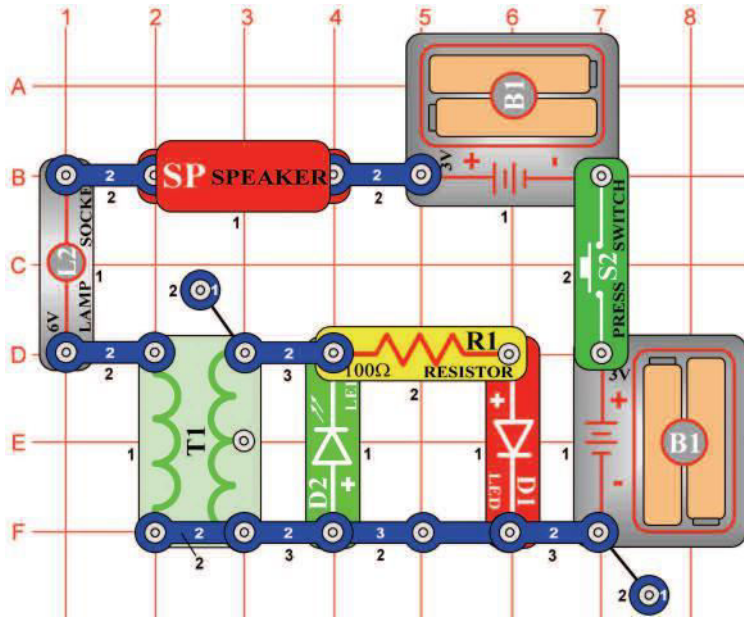 1 2 3 4 5 6 7 8
A
B1
3V + -
B
2 SP SPEAKER 2
2 2
1 1
L2 LAMP SOCKET
6V
1
C
2 S2 PRESS SWITCH
2 1
D
2 2 R1
2 3 100Ω RESISTOR
2
3V
+
E
1 T1 LED 1 + 1 B1
D2 + D1 LED
-
F
2 2 3 2
2 3 2 3
2 1